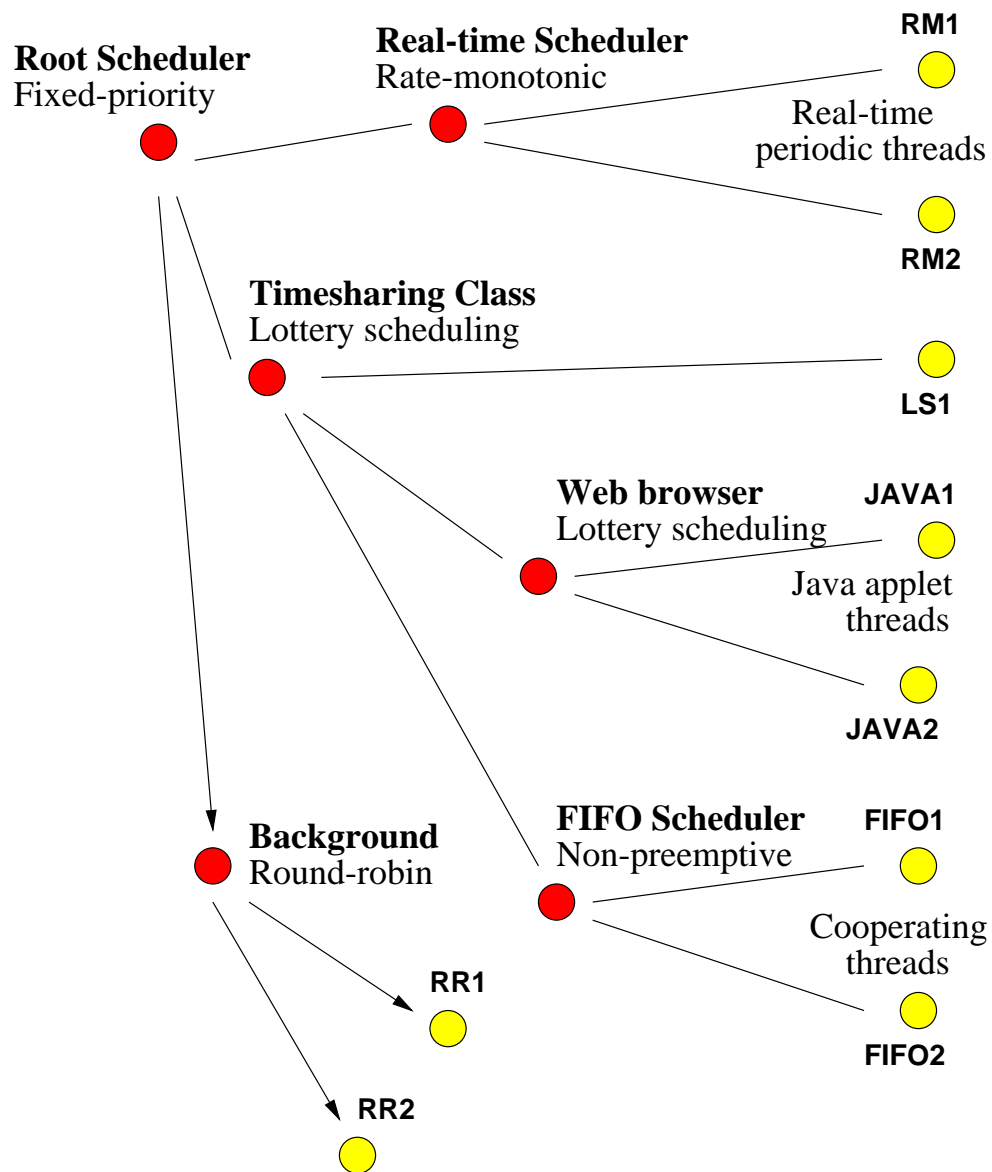 Root Scheduler
Fixed-priority
Real-time Scheduler
Rate-monotonic
RM1
Real-time
periodic threads
RM2
Timesharing Class
Lottery scheduling
LS1
Web browser
Lottery scheduling
JAVA1
Java applet
threads
JAVA2
Background
Round-robin
FIFO Scheduler
Non-preemptive
FIFO1
Cooperating
threads
FIFO2
RR1
RR2